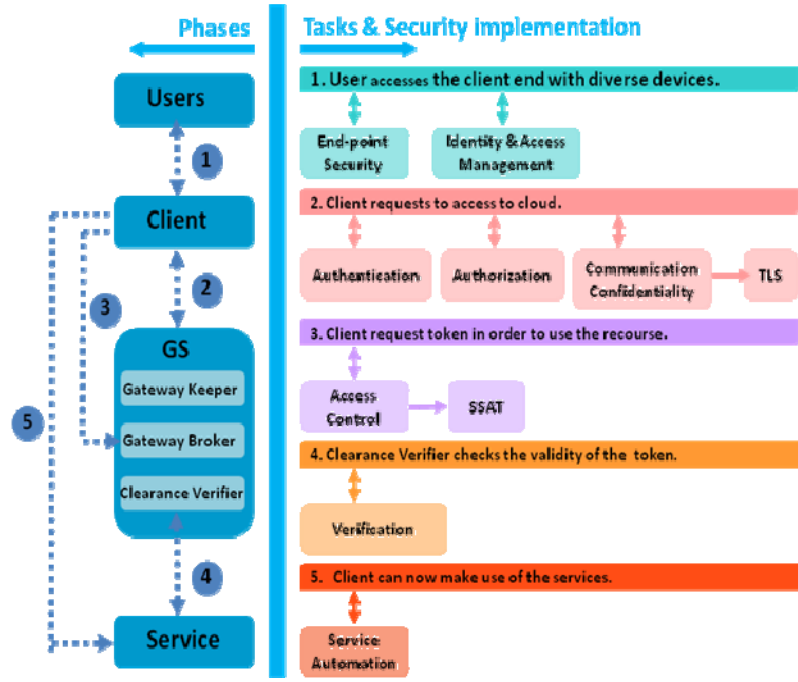 Phases
Tasks & Security Implementation
Users
1
Client
2
3
GS
Gateway Keeper
Gateway Broker
Clearance Verifier
5
4
Service
1. User accesses the client end with diverse devices.
End-point
Security
Identity & Access
Management
2. Client requests to access to cloud.
Authentication
Authorization
Communication
Confidentiality
TLS
3. Client request token in order to use the recourse.
Access
Control
SSAT
4. Clearance Verifier checks the validity of the token.
Verification
5. Client can now make use of the services.
Service
Automation